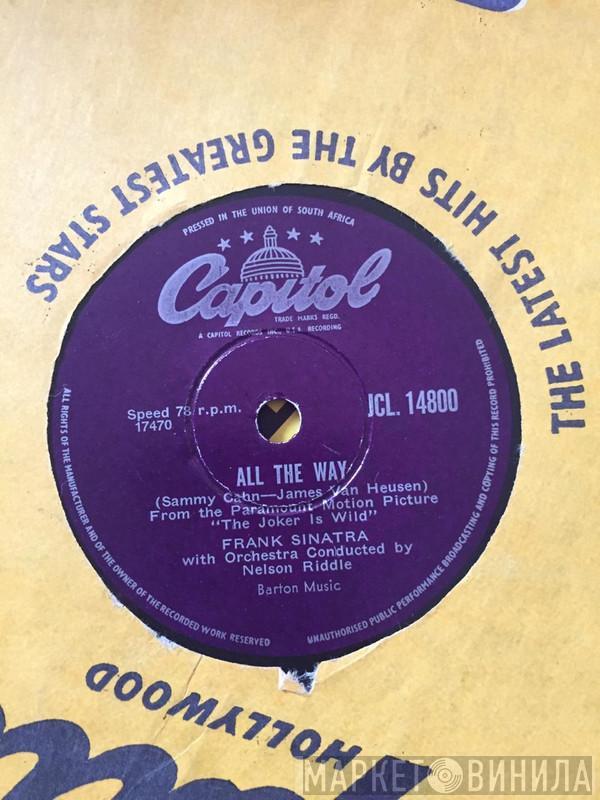 THE LATEST HITS BY THE GREATEST STARS
PRESSED IN THE UNION OF SOUTH AFRICA
Capitol
TRADE MARKS REGD.
A CAPITOL RECORDS INC. U.S.A. RECORDING
Speed 78 r.p.m.
17470
JCL. 14800
ALL THE WAY
(Sammy Cahn—James Van Heusen)
From the Paramount Motion Picture
"The Joker Is Wild"
FRANK SINATRA
with Orchestra Conducted by
Nelson Riddle
Barton Music
ALL RIGHTS OF THE MANUFACTURER AND OF THE OWNER OF THE RECORDED WORK RESERVED
UNAUTHORISED PUBLIC PERFORMANCE BROADCASTING AND COPYING OF THIS RECORD PROHIBITED
HOLLYWOOD
МАРКЕТ ВИНИЛА